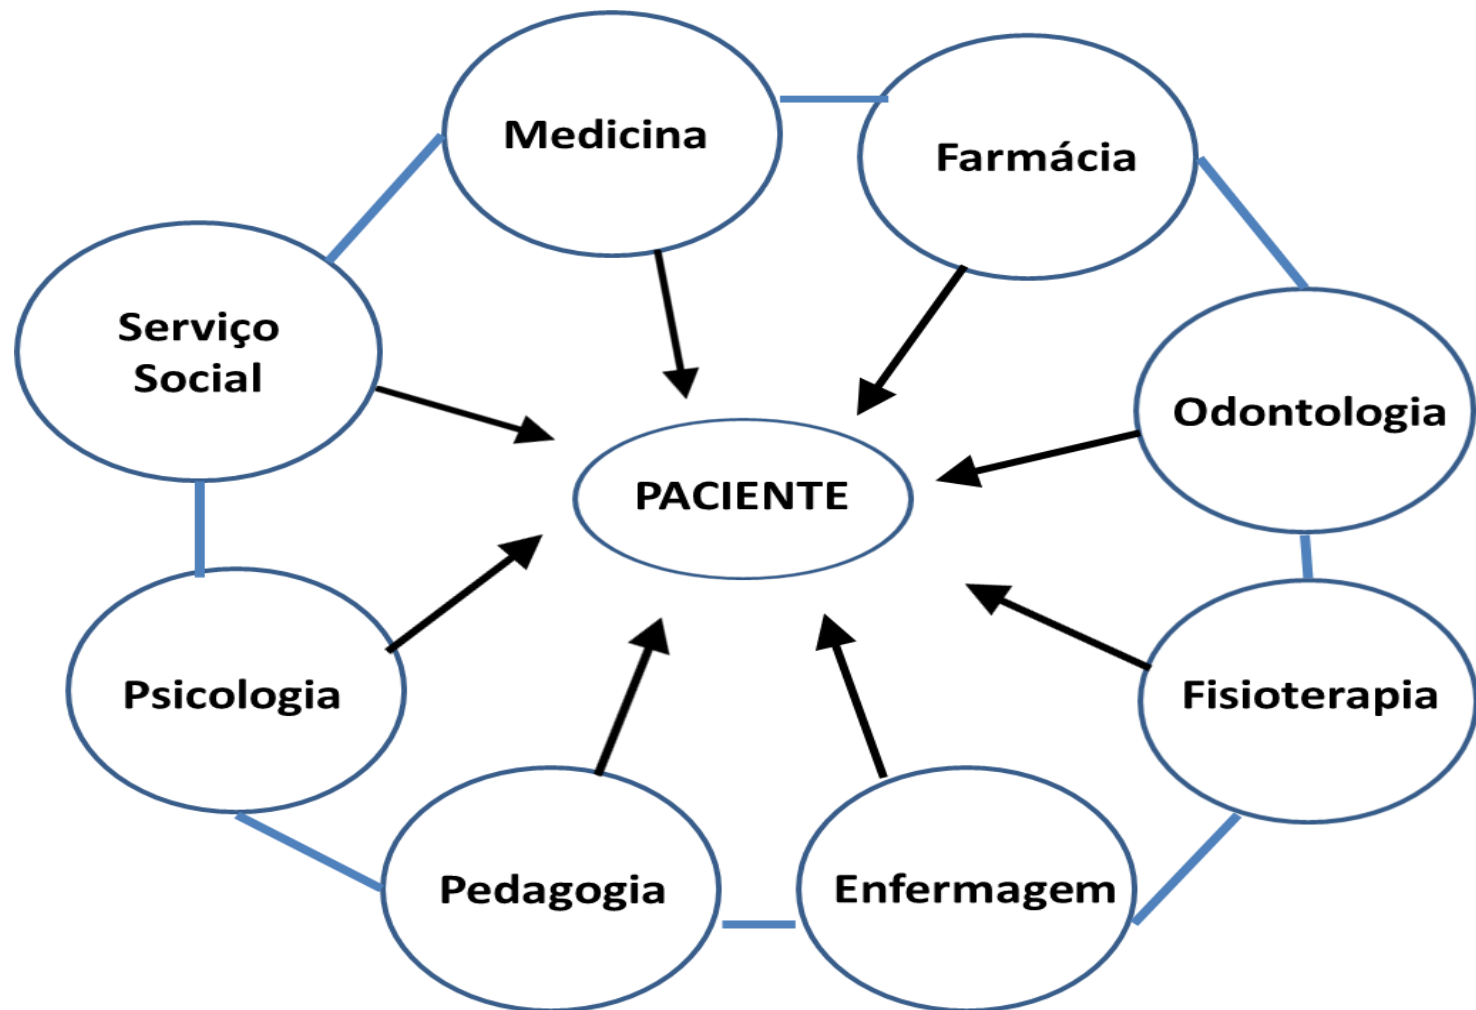 Medicina
Farmácia
Serviço
Social
Odontologia
PACIENTE
Psicologia
Fisioterapia
Pedagogia
Enfermagem